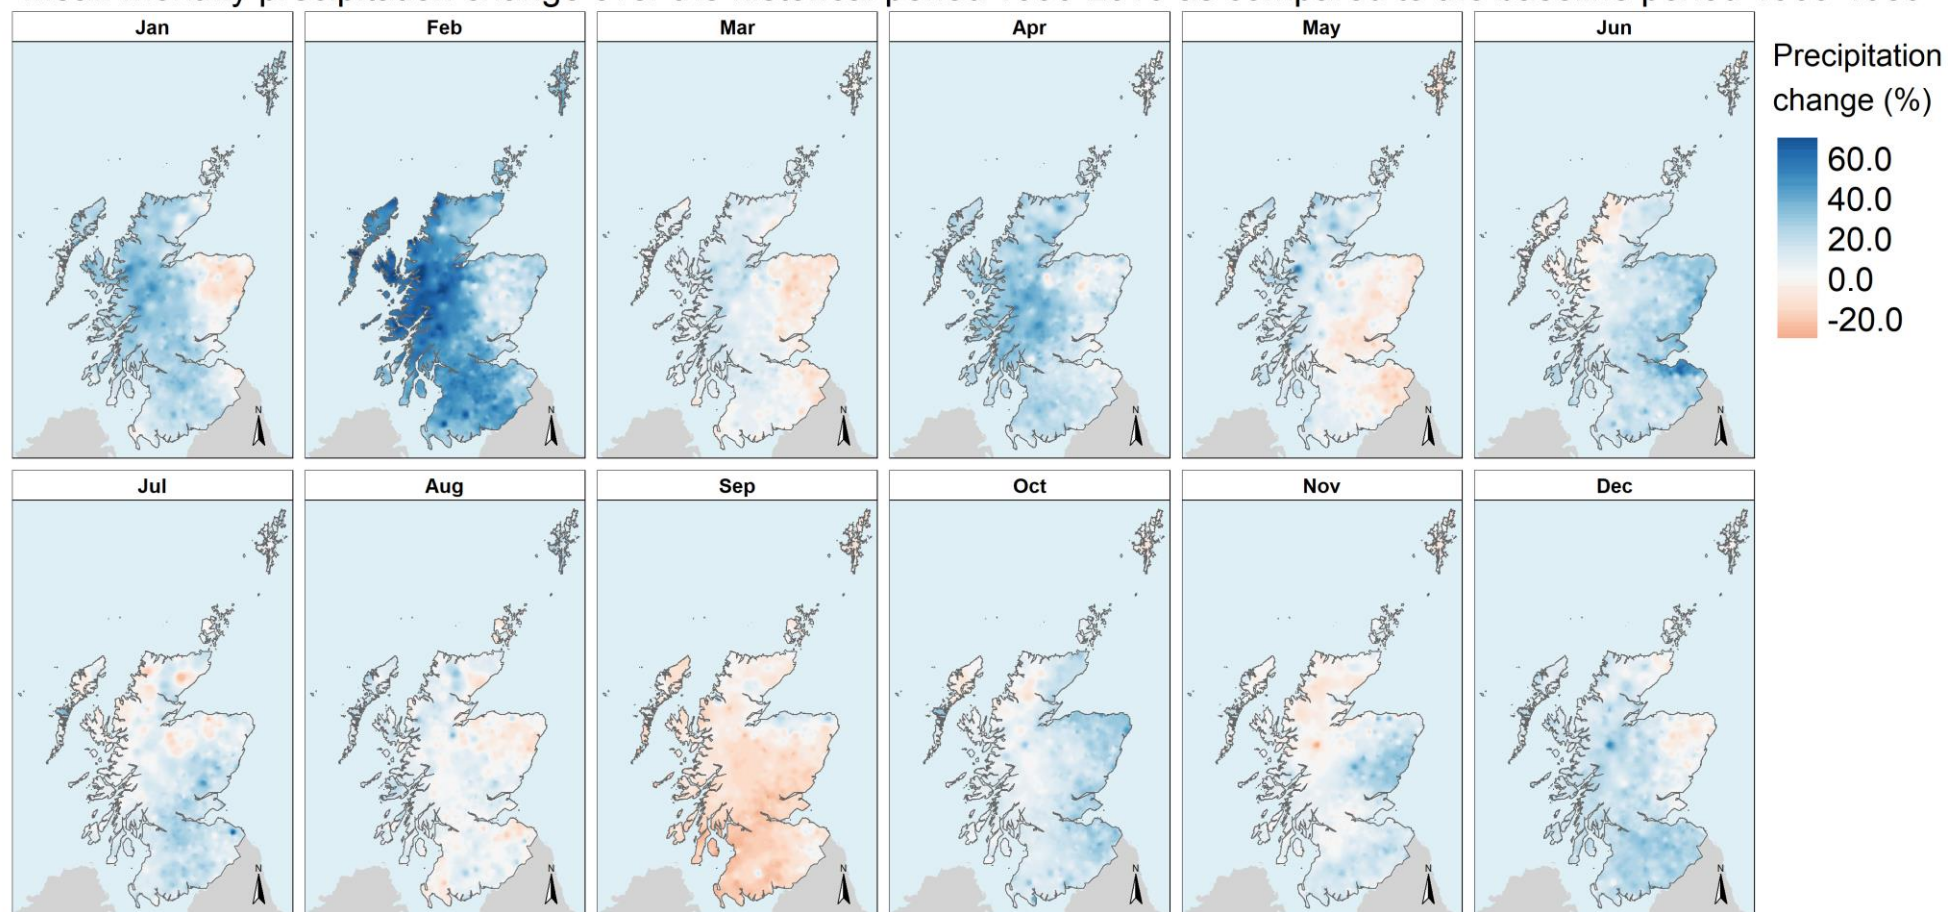 Jan Feb Mar Apr May Jun
Precipitation
change (%)
60.0
40.0
20.0
0.0
-20.0
N N N N N N
Jul Aug Sep Oct Nov Dec
N N N N N N